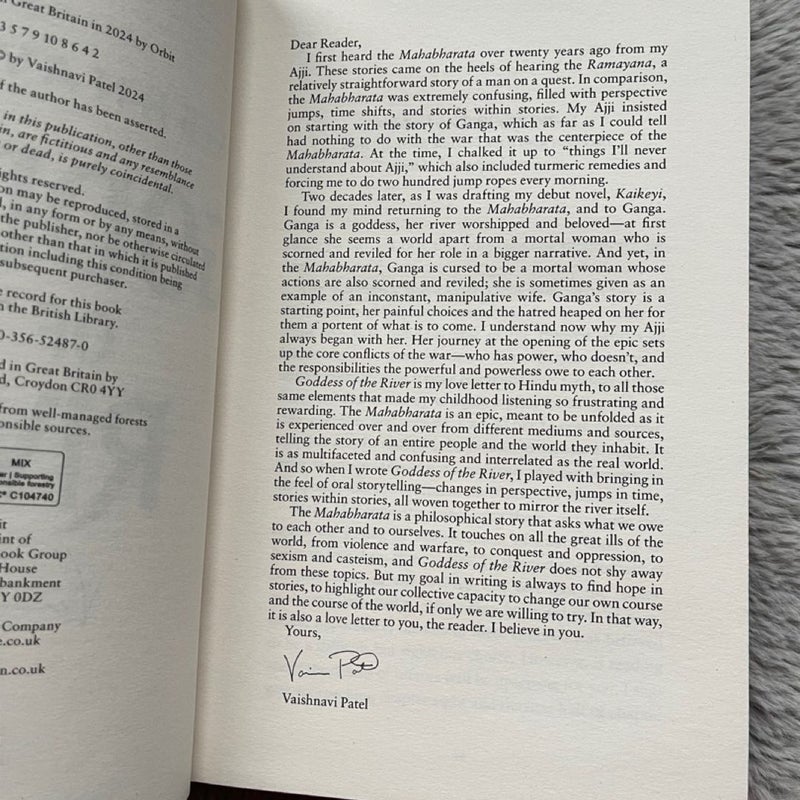 Great Britain in 2024 by Orbit
3 5 7 9 10 8 6 4 2
© by Vaishnavi Patel 2024
of the author has been asserted.
in this publication, other than those
in, are fictitious and any resemblance
or dead, is purely coincidental.
rights reserved.
on may be reproduced, stored in a
d, in any form or by any means, without
the publisher, nor be otherwise circulated
other than that in which it is published
tion including this condition being
subsequent purchaser.
e record for this book
m the British Library.
0-356-52487-0
d in Great Britain by
d, Croydon CR0 4YY
from well-managed forests
onsible sources.
MIX
er | Supporting
onsible forestry
C® C104740
it
int of
ook Group
House
bankment
Y 0DZ
Company
e.co.uk
n.co.uk
Dear Reader,
I first heard the Mahabharata over twenty years ago from my
Ajji. These stories came on the heels of hearing the Ramayana, a
relatively straightforward story of a man on a quest. In comparison,
the Mahabharata was extremely confusing, filled with perspective
jumps, time shifts, and stories within stories. My Ajji insisted
on starting with the story of Ganga, which as far as I could tell
had nothing to do with the war that was the centerpiece of the
Mahabharata. At the time, I chalked it up to “things I’ll never
understand about Ajji,” which also included turmeric remedies and
forcing me to do two hundred jump ropes every morning.
Two decades later, as I was drafting my debut novel, Kaikeyi,
I found my mind returning to the Mahabharata, and to Ganga.
Ganga is a goddess, her river worshipped and beloved—at first
glance she seems a world apart from a mortal woman who is
scorned and reviled for her role in a bigger narrative. And yet, in
the Mahabharata, Ganga is cursed to be a mortal woman whose
actions are also scorned and reviled; she is sometimes given as an
example of an inconstant, manipulative wife. Ganga’s story is a
starting point, her painful choices and the hatred heaped on her for
them a portent of what is to come. I understand now why my Ajji
always began with her. Her journey at the opening of the epic sets
up the core conflicts of the war—who has power, who doesn’t, and
the responsibilities the powerful and powerless owe to each other.
Goddess of the River is my love letter to Hindu myth, to all those
same elements that made my childhood listening so frustrating and
rewarding. The Mahabharata is an epic, meant to be unfolded as it
is experienced over and over from different mediums and sources,
telling the story of an entire people and the world they inhabit. It
is as multifaceted and confusing and interrelated as the real world.
And so when I wrote Goddess of the River, I played with bringing in
the feel of oral storytelling—changes in perspective, jumps in time,
stories within stories, all woven together to mirror the river itself.
The Mahabharata is a philosophical story that asks what we owe
to each other and to ourselves. It touches on all the great ills of the
world, from violence and warfare, to conquest and oppression, to
sexism and casteism, and Goddess of the River does not shy away
from these topics. But my goal in writing is always to find hope in
stories, to highlight our collective capacity to change our own course
and the course of the world, if only we are willing to try. In that way,
it is also a love letter to you, the reader. I believe in you.
Yours,
Vaishnavi Patel